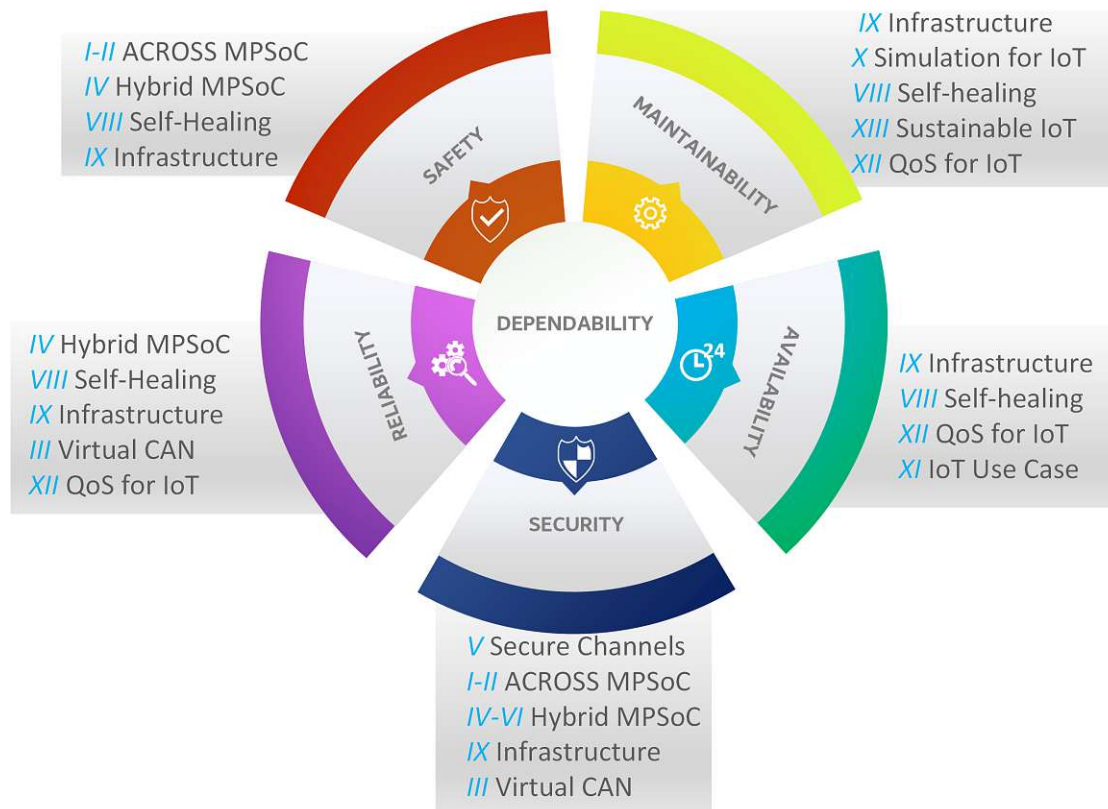 I-II ACROSS MPSoC
IV Hybrid MPSoC
VIII Self-Healing
IX Infrastructure
SAFETY
MAINTAINABILITY
IX Infrastructure
X Simulation for IoT
VIII Self-healing
XIII Sustainable IoT
XII QoS for IoT
DEPENDABILITY
IV Hybrid MPSoC
VIII Self-Healing
IX Infrastructure
III Virtual CAN
XII QoS for IoT
RELIABILITY
24
AVAILABILITY
IX Infrastructure
VIII Self-healing
XII QoS for IoT
XI IoT Use Case
SECURITY
V Secure Channels
I-II ACROSS MPSoC
IV-VI Hybrid MPSoC
IX Infrastructure
III Virtual CAN